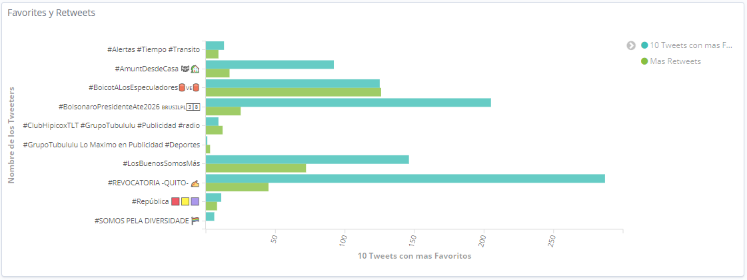 Favorites y Retweets
#Alertas #Tiempo #Transito
#AmuntDesdeCasa
#BoicotALosEspeculadores
#BolsonaroPresidenteAte2026
#ClubHipicoxTLT #GrupoTubululu #Publicidad #radio
#GrupoTubululu Lo Maximo en Publicidad #Deportes
#LosBuenosSomosMás
#REVOCATORIA -QUITO-
#República
#SOMOS PELA DIVERSIDADE
Nombre de los Tweeters
50
100
150
200
250
10 Tweets con mas Favoritos
10 Tweets con mas F...
Mas Retweets